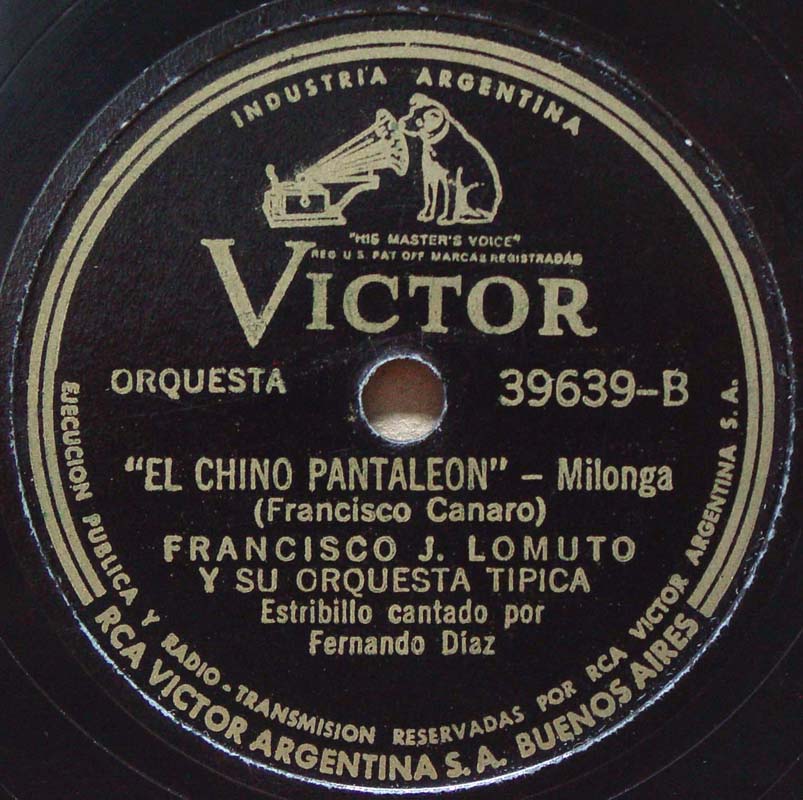 INDUSTRIA ARGENTINA
"HIS MASTER'S VOICE"
REG U.S. PAT OFF MARCAS REGISTRADAS
VICTOR
ORQUESTA
39639-B
"EL CHINO PANTALEON" – Milonga
(Francisco Canaro)
FRANCISCO J. LOMUTO
Y SU ORQUESTA TIPICA
Estribillo cantado por
Fernando Díaz
EJECUCION PUBLICA Y RADIO-TRANSMISION RESERVADAS POR RCA VICTOR ARGENTINA S.A.
RCA VICTOR ARGENTINA S.A. BUENOS AIRES